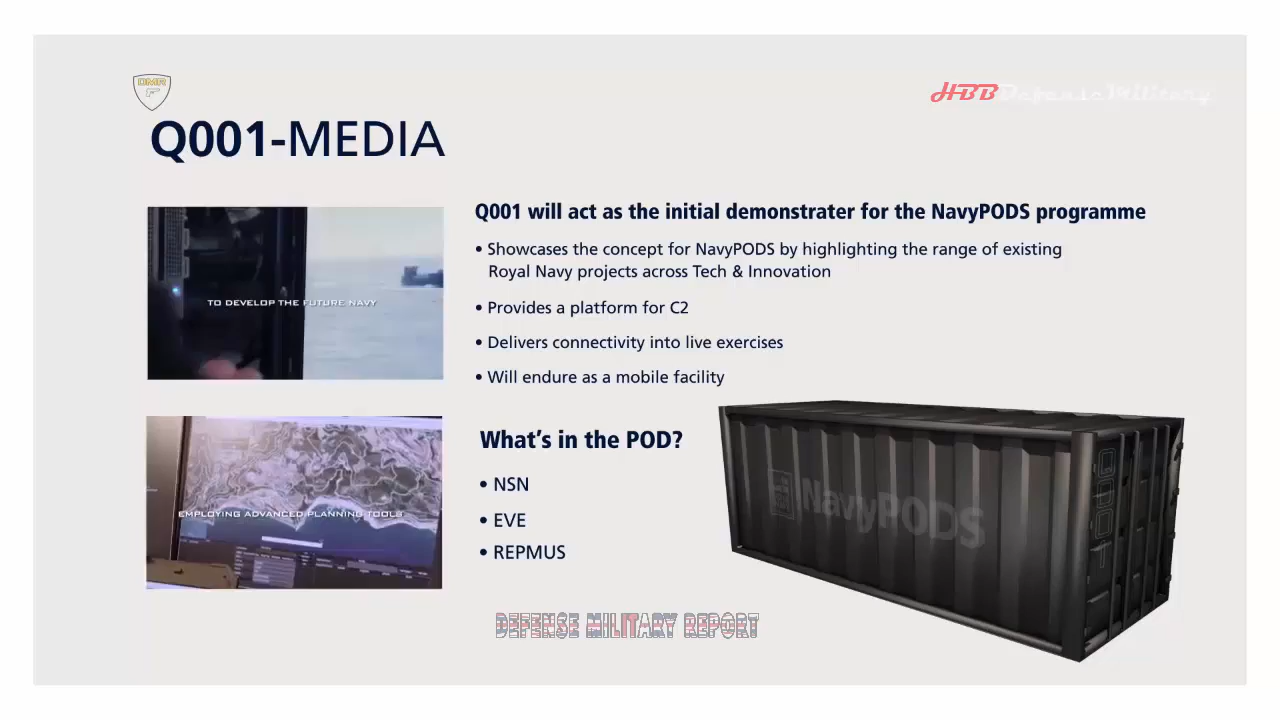 DMR
HBB Defense Military
Q001-MEDIA
Q001 will act as the initial demonstrater for the NavyPODS programme
• Showcases the concept for NavyPODS by highlighting the range of existing
Royal Navy projects across Tech & Innovation
• Provides a platform for C2
• Delivers connectivity into live exercises
• Will endure as a mobile facility
TO DEVELOP THE FUTURE NAVY
What's in the POD?
• NSN
• EVE
• REPMUS
EMPLOYING ADVANCED PLANNING TOOLS
NavyPODS
Q001
DEFENSE MILITARY REPORT